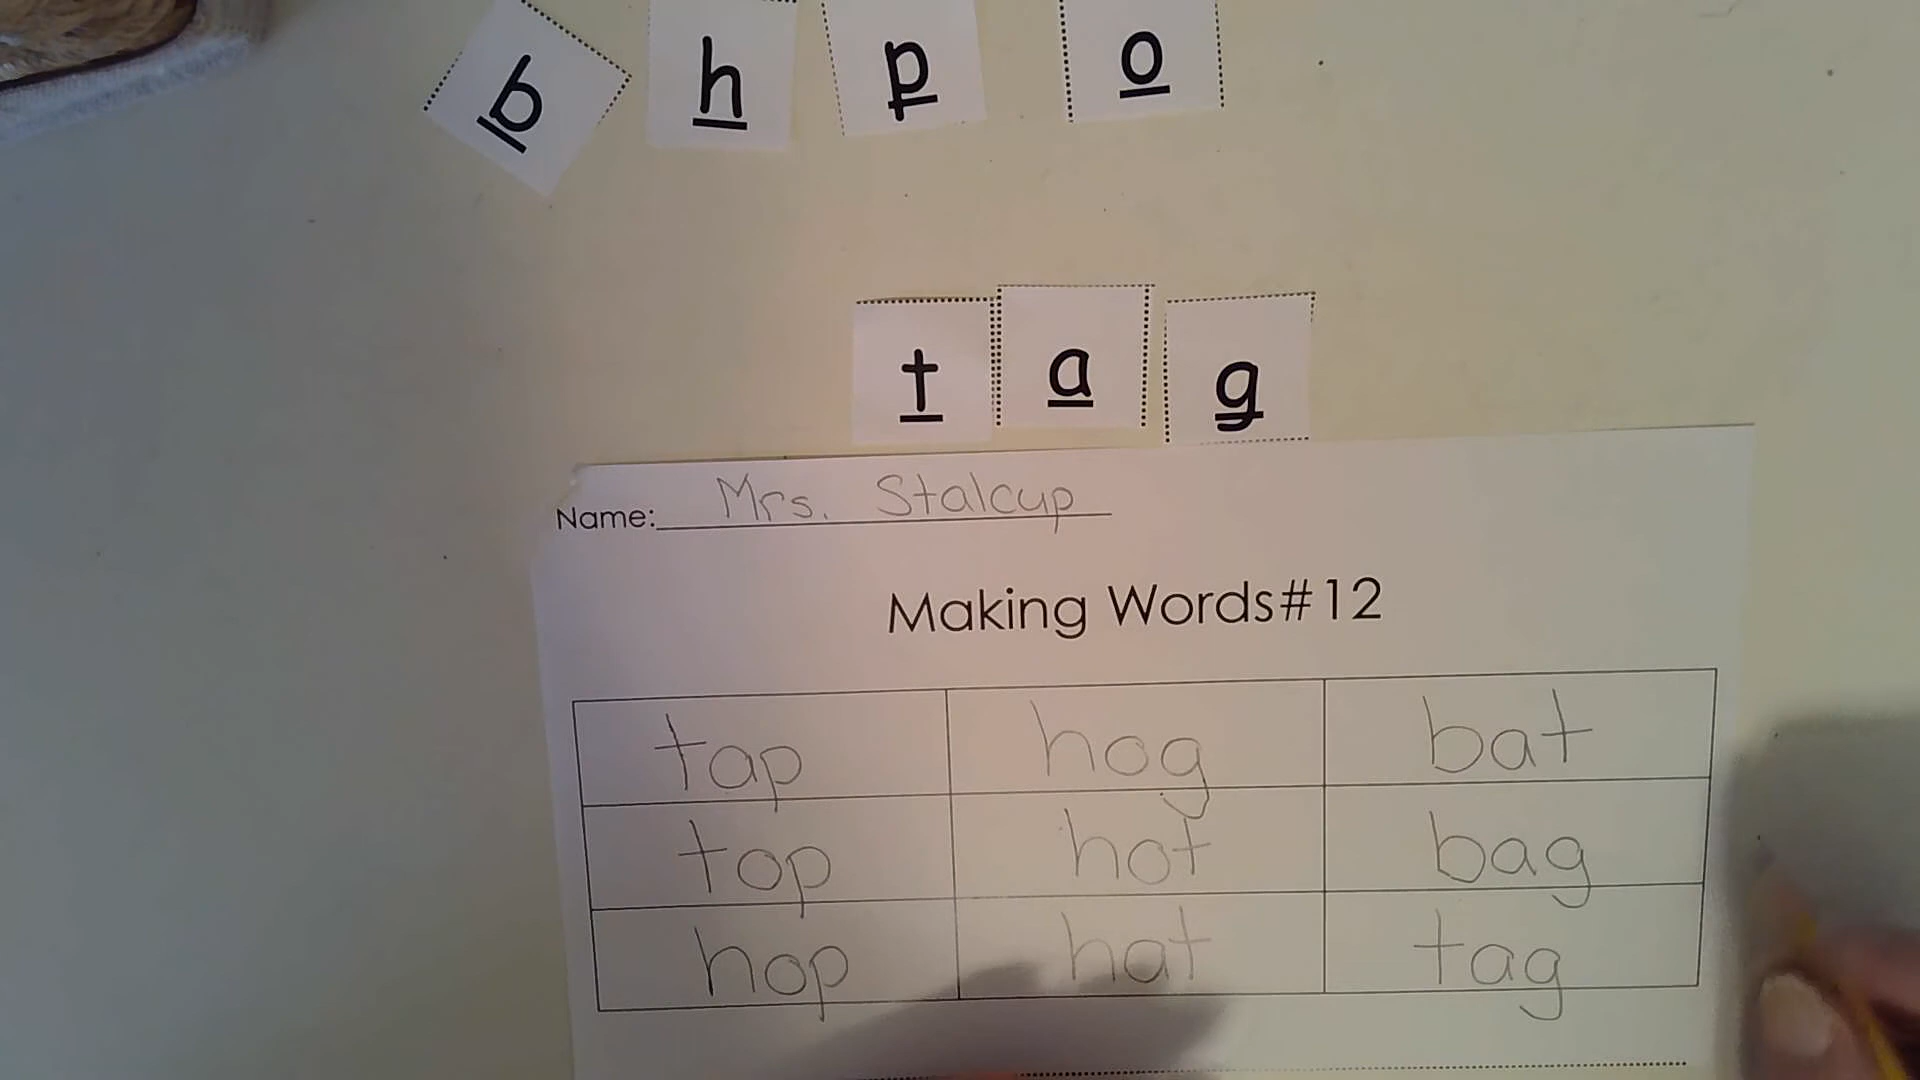 b h p o
t a g
Name: Mrs. Stalcup
Making Words#12
tap hog bat
top hot bag
hop hat tag